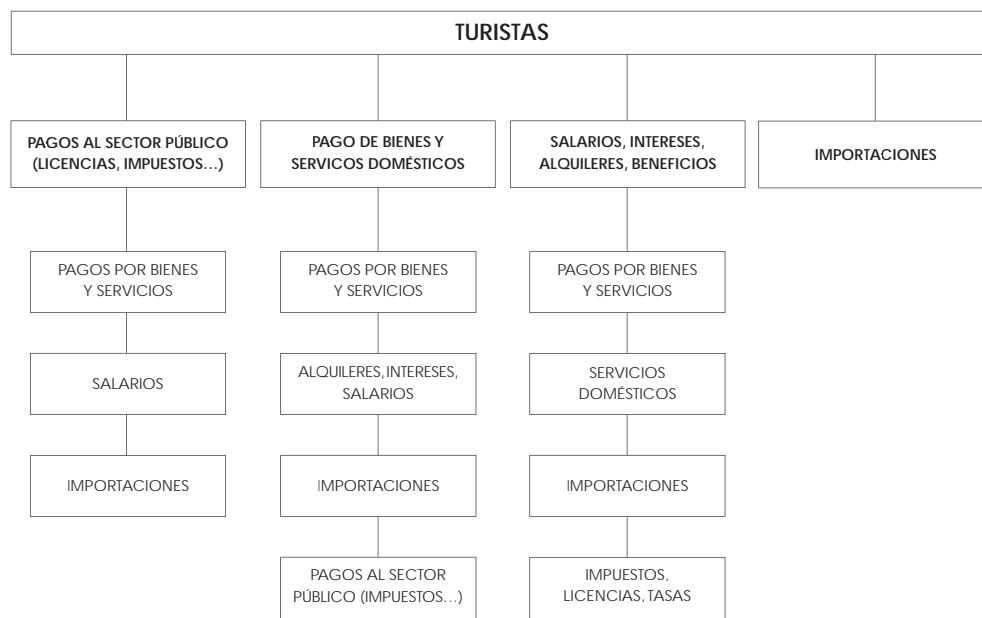 TURISTAS
PAGOS AL SECTOR PÚBLICO
(LICENCIAS, IMPUESTOS...)
PAGO DE BIENES Y
SERVICOS DOMÉSTICOS
SALARIOS, INTERESES,
ALQUILERES, BENEFICIOS
IMPORTACIONES
PAGOS POR BIENES
Y SERVICIOS
PAGOS POR BIENES
Y SERVICIOS
PAGOS POR BIENES
Y SERVICIOS
SALARIOS
ALQUILERES, INTERESES,
SALARIOS
SERVICIOS
DOMÉSTICOS
IMPORTACIONES
IMPORTACIONES
IMPORTACIONES
PAGOS AL SECTOR
PÚBLICO (IMPUESTOS...)
IMPUESTOS,
LICENCIAS, TASAS